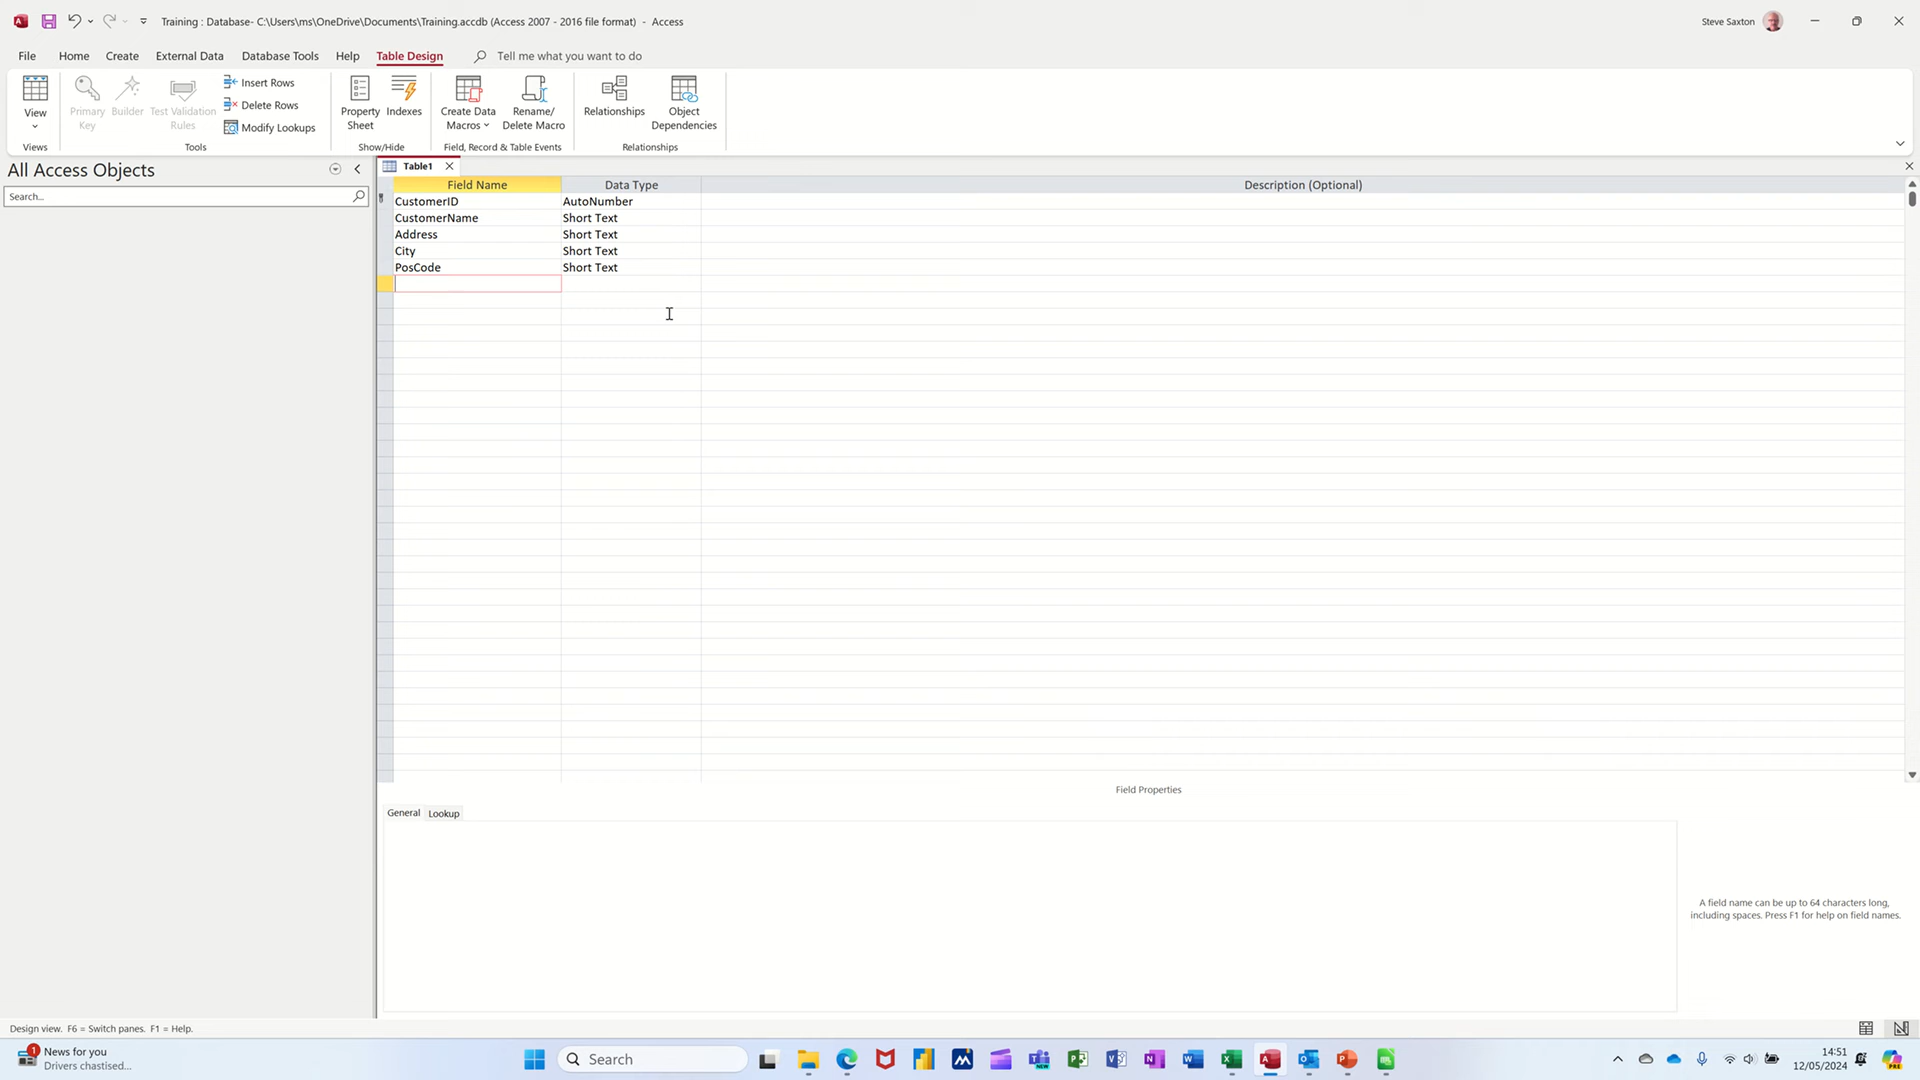 Training : Database- C:\Users\ms\OneDrive\Documents\Training.accdb (Access 2007 - 2016 file format) - Access
Steve Saxton
File Home Create External Data Database Tools Help Table Design Tell me what you want to do
View
Primary Key
Builder
Test Validation Rules
Insert Rows
Delete Rows
Modify Lookups
Property Sheet
Indexes
Create Data Macros
Rename/ Delete Macro
Relationships
Object Dependencies
Views Tools Show/Hide Field, Record & Table Events Relationships
All Access Objects
Search...
Table1
Field Name Data Type Description (Optional)
CustomerID AutoNumber
CustomerName Short Text
Address Short Text
City Short Text
PosCode Short Text
Field Properties
General Lookup
A field name can be up to 64 characters long,
including spaces. Press F1 for help on field names.
Design view. F6 = Switch panes. F1 = Help.
1
News for you
Drivers chastised...
Search
NEW
14:51
12/05/2024
PRE